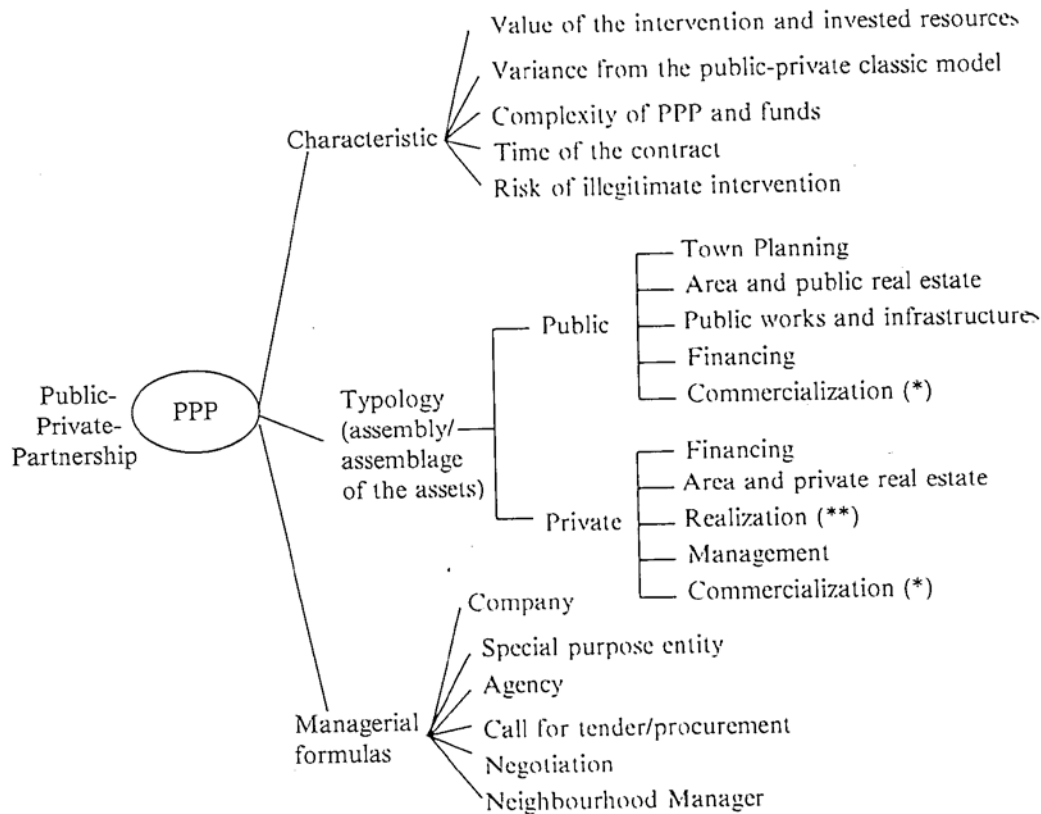 Value of the intervention and invested resources
Variance from the public-private classic model
Complexity of PPP and funds
Characteristic
Time of the contract
Risk of illegitimate intervention
Town Planning
Area and public real estate
Public
Public works and infrastructures
Financing
Commercialization (*)
Public-
Private-
Partnership
PPP
Typology
(assembly/
assemblage
of the assets)
Financing
Area and private real estate
Private
Realization (**)
Management
Commercialization (*)
Company
Special purpose entity
Agency
Managerial
formulas
Call for tender/procurement
Negotiation
Neighbourhood Manager